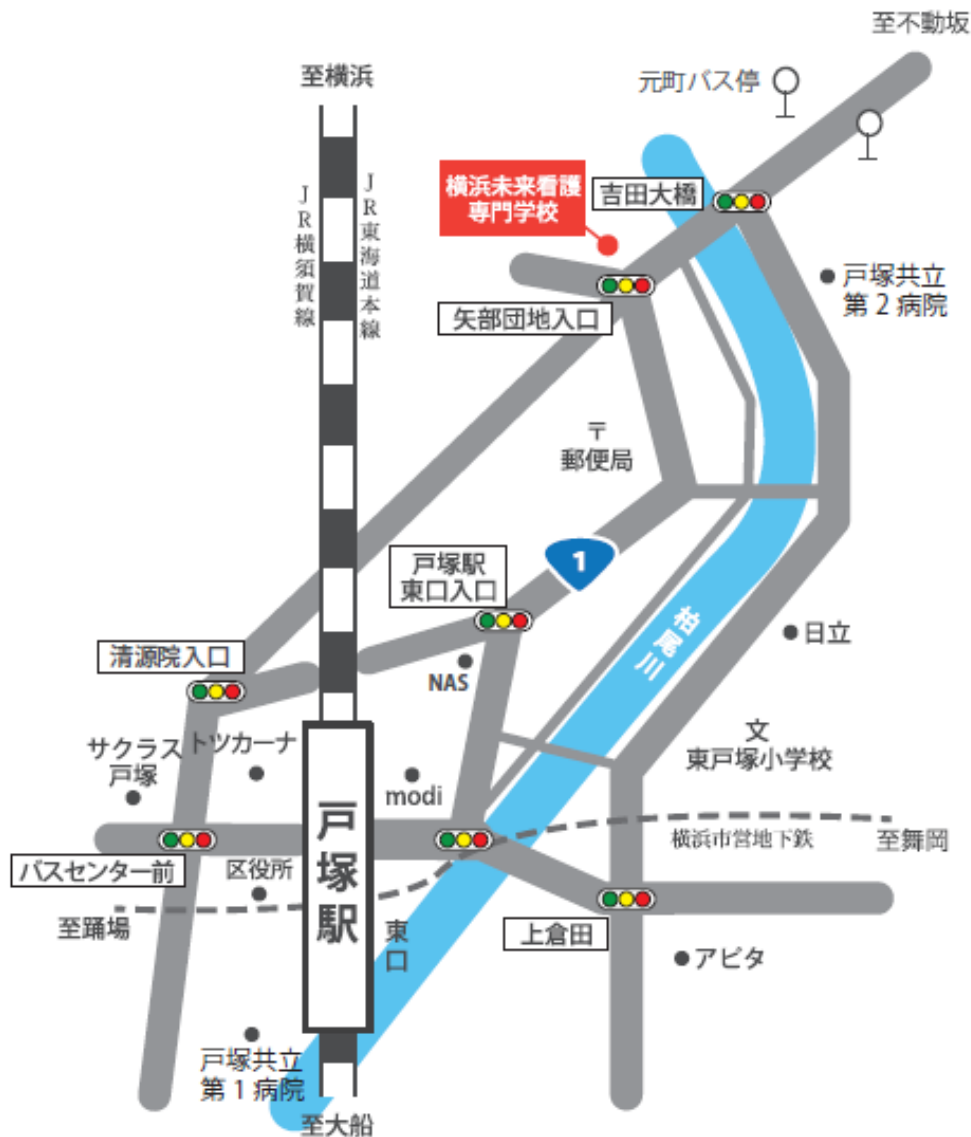 至不動坂
至横浜
元町バス停
横浜未来看護
専門学校
吉田大橋
JR横須賀線
JR東海道本線
戸塚共立
第2病院
矢部団地入口
〒
郵便局
戸塚駅
東口入口
1
柏尾川
日立
清源院入口
NAS
文
東戸塚小学校
サクラス
戸塚
トツカーナ
modi
戸塚駅
横浜市営地下鉄
至舞岡
バスセンター前
区役所
至踊場
東口
上倉田
アピタ
戸塚共立
第1病院
至大船